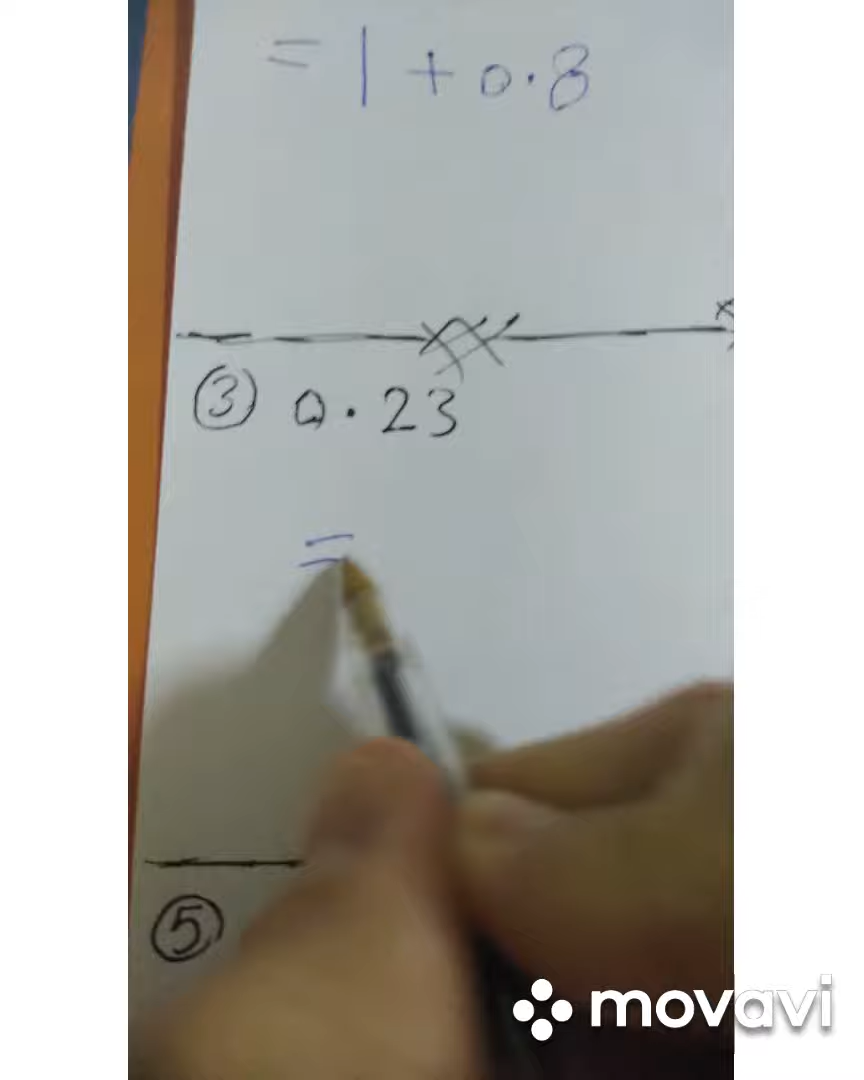 = 1 + 0.8
③ 0.23
=
⑤
movavi